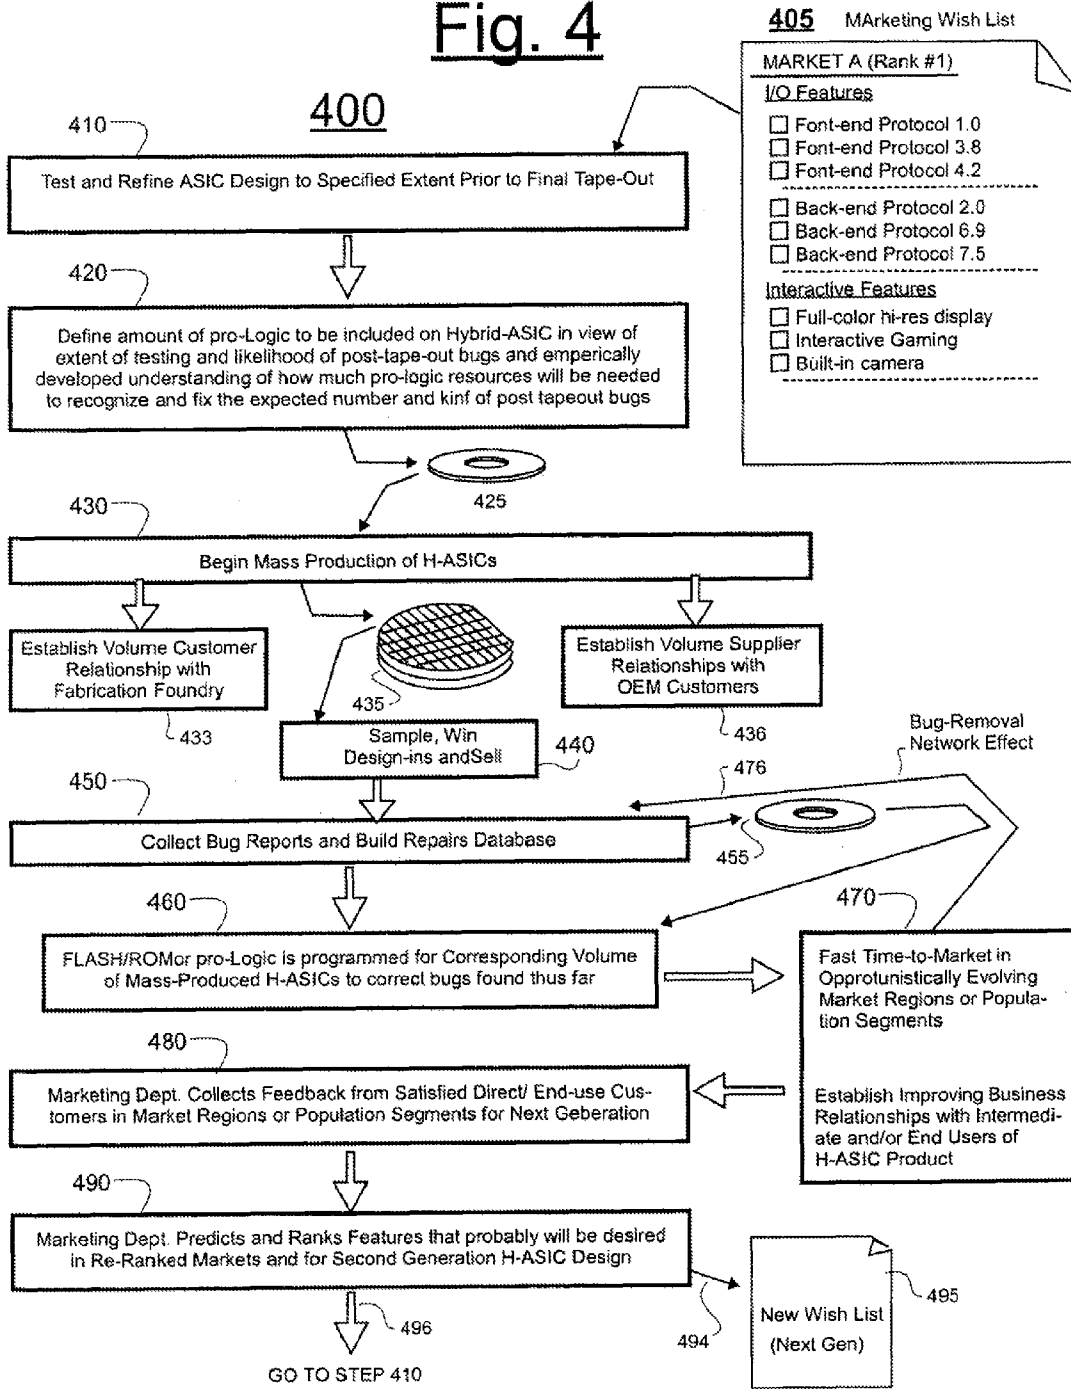 Fig. 4
405 MArketing Wish List
MARKET A (Rank #1)
I/O Features
Font-end Protocol 1.0
Font-end Protocol 3.8
Font-end Protocol 4.2
Back-end Protocol 2.0
Back-end Protocol 6.9
Back-end Protocol 7.5
Interactive Features
Full-color hi-res display
Interactive Gaming
Built-in camera
400
410
Test and Refine ASIC Design to Specified Extent Prior to Final Tape-Out
420
Define amount of pro-Logic to be included on Hybrid-ASIC in view of
extent of testing and likelihood of post-tape-out bugs and emperically
developed understanding of how much pro-logic resources will be needed
to recognize and fix the expected number and kinf of post tapeout bugs
425
430
Begin Mass Production of H-ASICs
Establish Volume Customer
Relationship with
Fabrication Foundry
433
435
Establish Volume Supplier
Relationships with
OEM Customers
436
Sample, Win
Design-ins andSell
440
Bug-Removal
Network Effect
476
450
Collect Bug Reports and Build Repairs Database
455
460
FLASH/ROMor pro-Logic is programmed for Corresponding Volume
of Mass-Produced H-ASICs to correct bugs found thus far
470
Fast Time-to-Market in
Opprotunistically Evolving
Market Regions or Popula-
tion Segments
Establish Improving Business
Relationships with Intermedi-
ate and/or End Users of
H-ASIC Product
480
Marketing Dept. Collects Feedback from Satisfied Direct/ End-use Cus-
tomers in Market Regions or Population Segments for Next Geberation
490
Marketing Dept. Predicts and Ranks Features that probably will be desired
in Re-Ranked Markets and for Second Generation H-ASIC Design
494
495
New Wish List
(Next Gen)
496
GO TO STEP 410